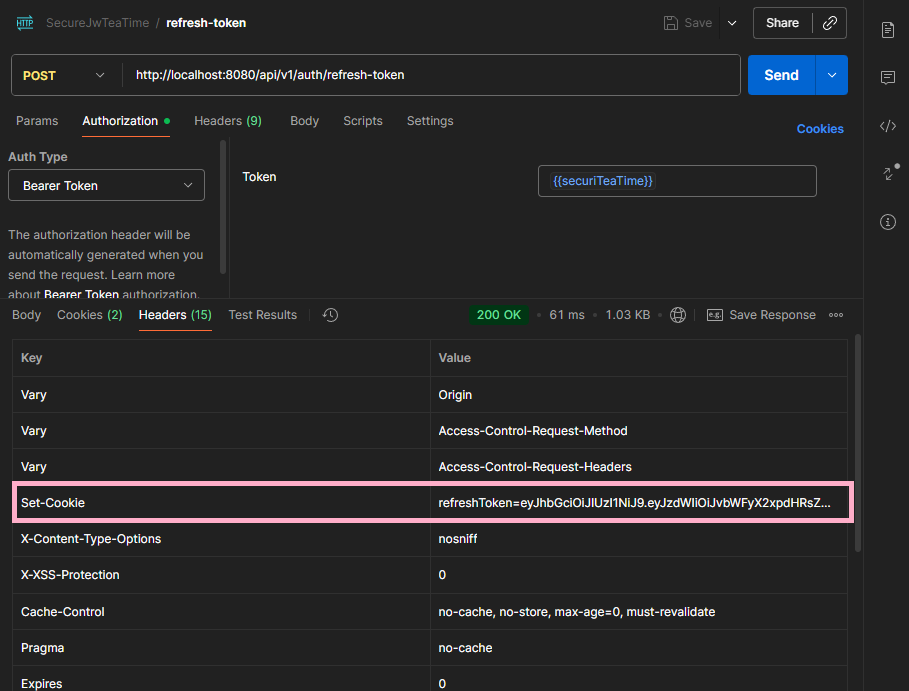 HTTP SecureJwTeaTime / refresh-token Save Share
POST http://localhost:8080/api/v1/auth/refresh-token Send
Params Authorization Headers (9) Body Scripts Settings Cookies
Auth Type
Bearer Token
Token {{securiTeaTime}}
The authorization header will be
automatically generated when you
send the request. Learn more
about Bearer Token authorization.
Body Cookies (2) Headers (15) Test Results 200 OK 61 ms 1.03 KB e.g. Save Response
Key Value
Vary Origin
Vary Access-Control-Request-Method
Vary Access-Control-Request-Headers
Set-Cookie refreshToken=eyJhbGciOiJIUzI1NiJ9.eyJzdWIiOiJvbWFyX2xpdHRsZ...
X-Content-Type-Options nosniff
X-XSS-Protection 0
Cache-Control no-cache, no-store, max-age=0, must-revalidate
Pragma no-cache
Expires 0